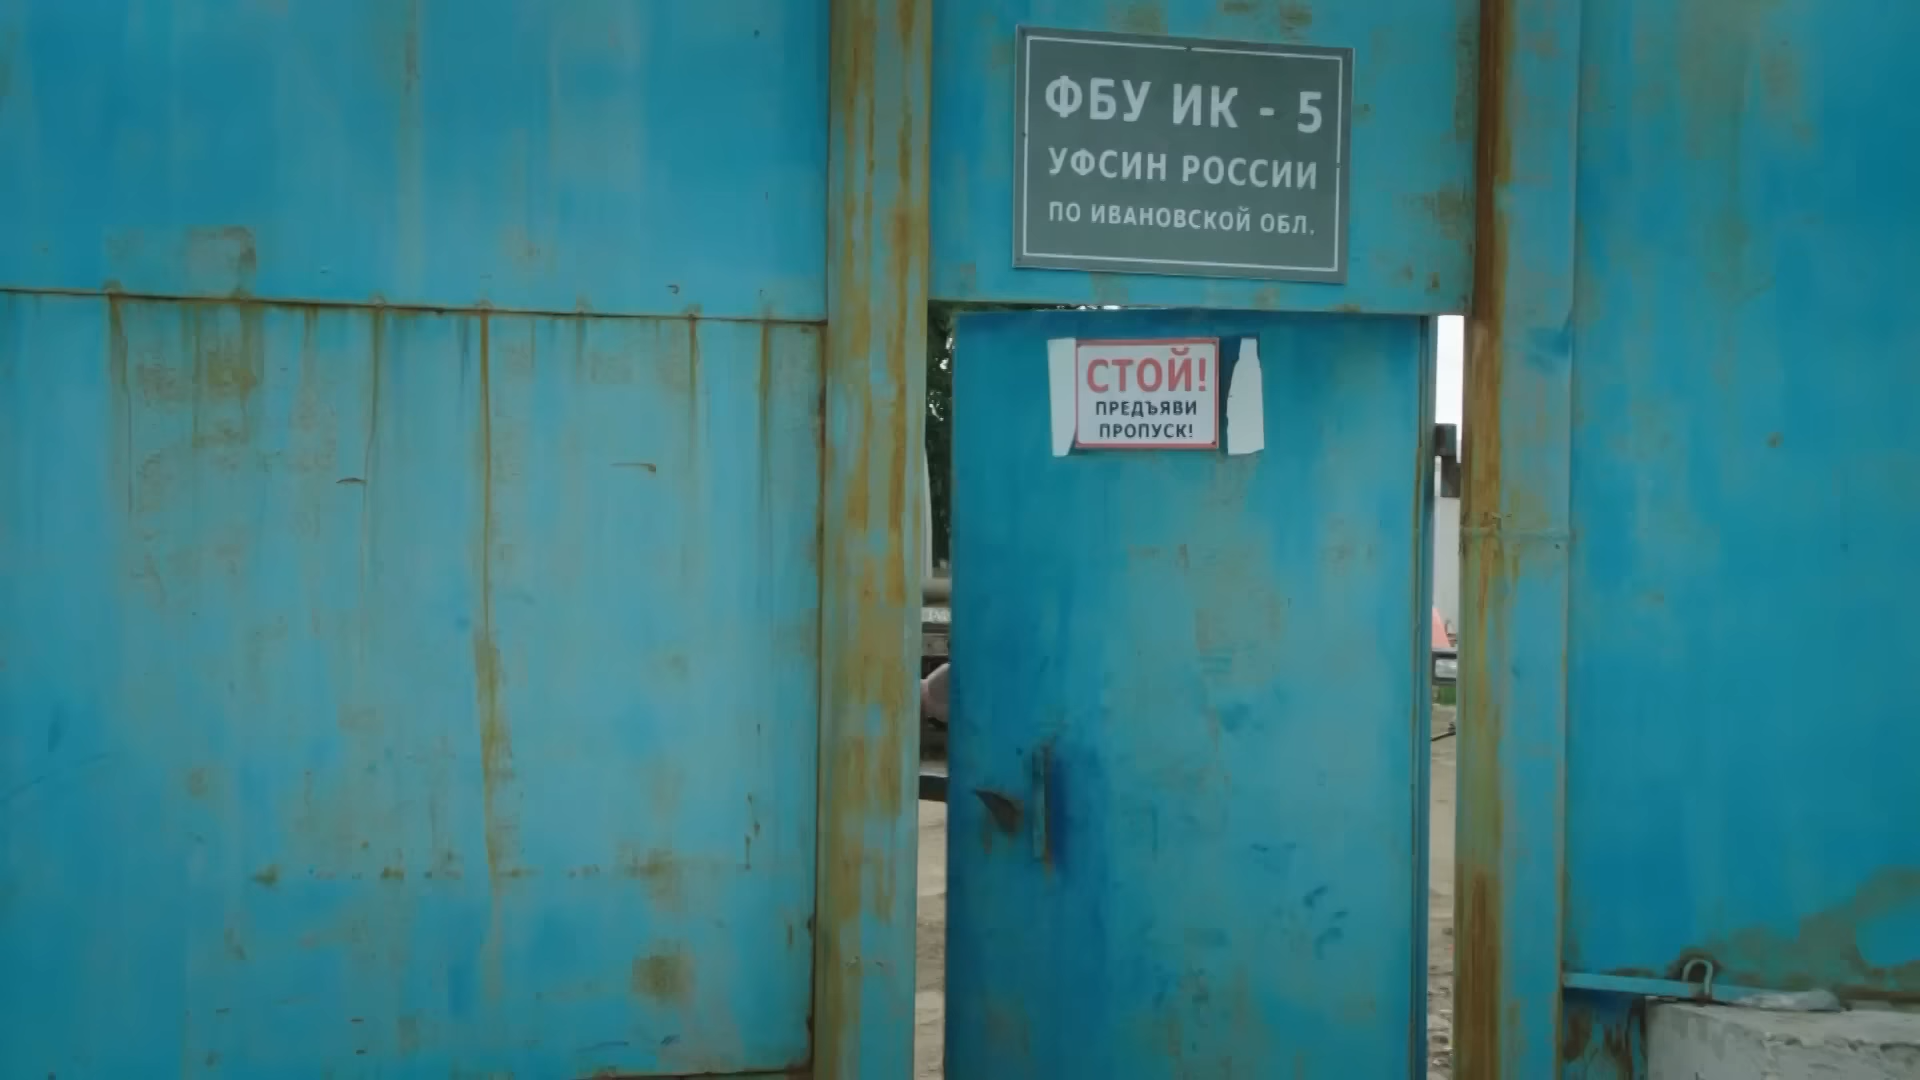 ФБУ ИК - 5
УФСИН РОССИИ
ПО ИВАНОВСКОЙ ОБЛ.
СТОЙ!
ПРЕДЪЯВИ
ПРОПУСК!